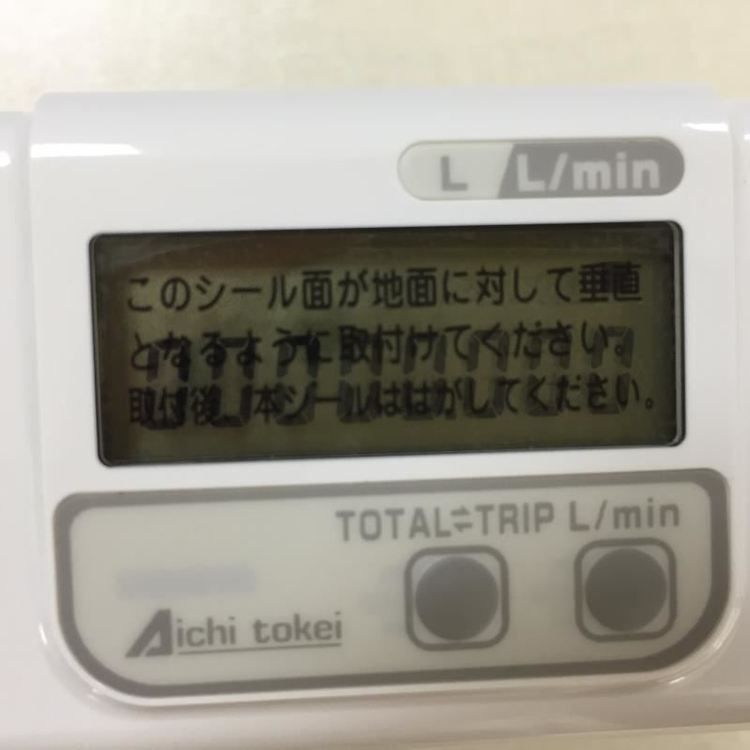 L L/min
このシール面が地面に対して垂直
となるように取付けてください。
取付後、本シールははがしてください。
TOTAL⇌TRIP L/min
Aichi tokei